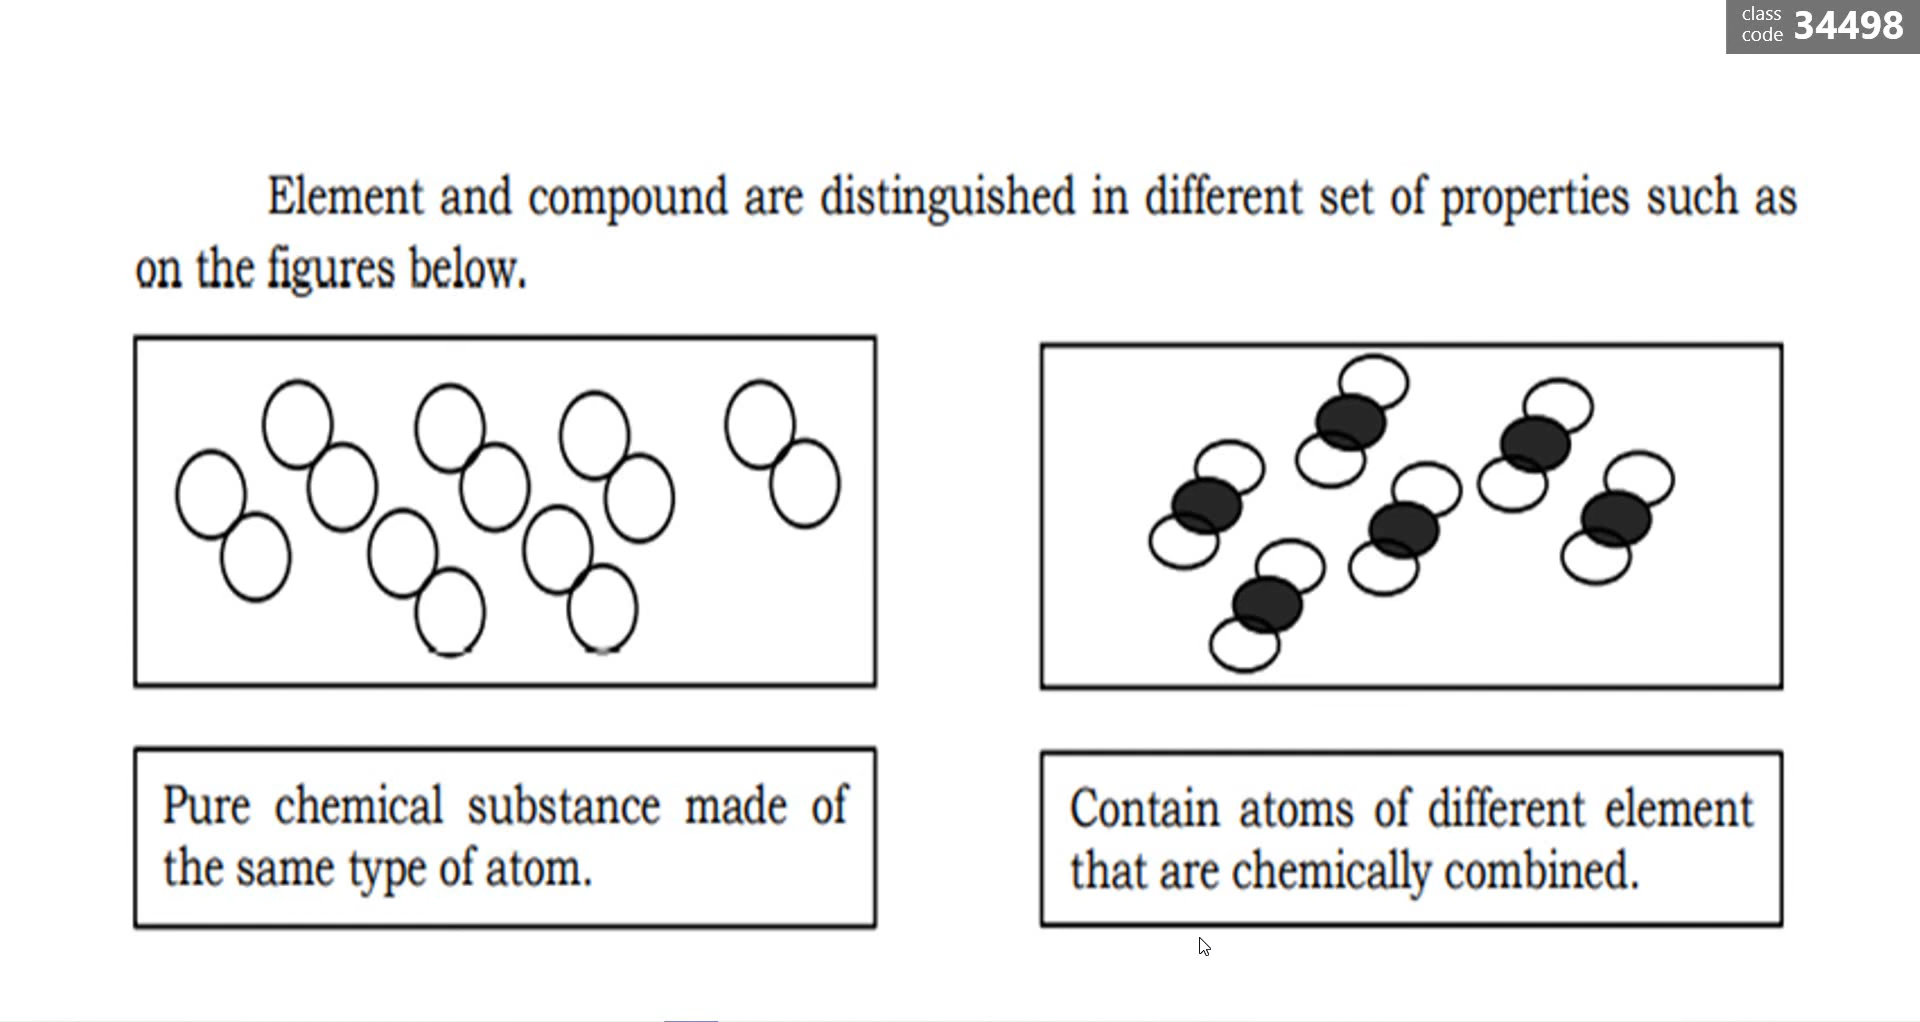 class
code 34498
Element and compound are distinguished in different set of properties such as
on the figures below.
Pure chemical substance made of
the same type of atom.
Contain atoms of different element
that are chemically combined.